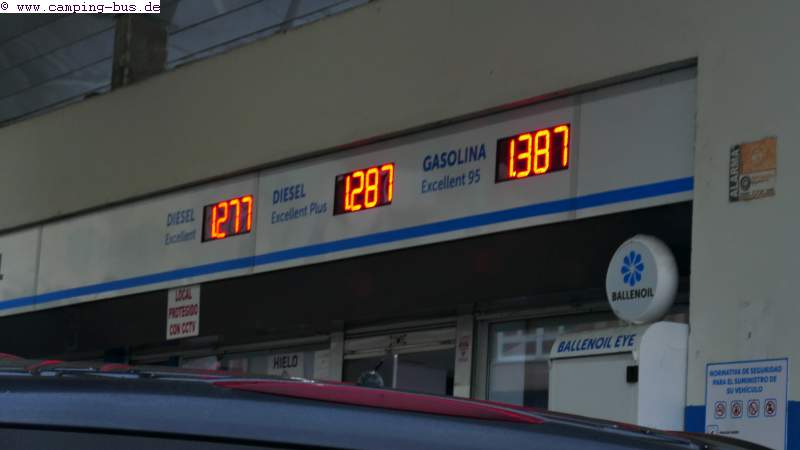 © www.camping-bus.de
DIESEL
Excellent
1.277
DIESEL
Excellent Plus
1.287
GASOLINA
Excellent 95
1.387
ALARMA
LOCAL
PROTEGIDO
CON CCTV
HIELO
BALLENOIL
BALLENOIL EYE
NORMATIVA DE SEGURIDAD
PARA EL SUMINISTRO DE
SU VEHÍCULO